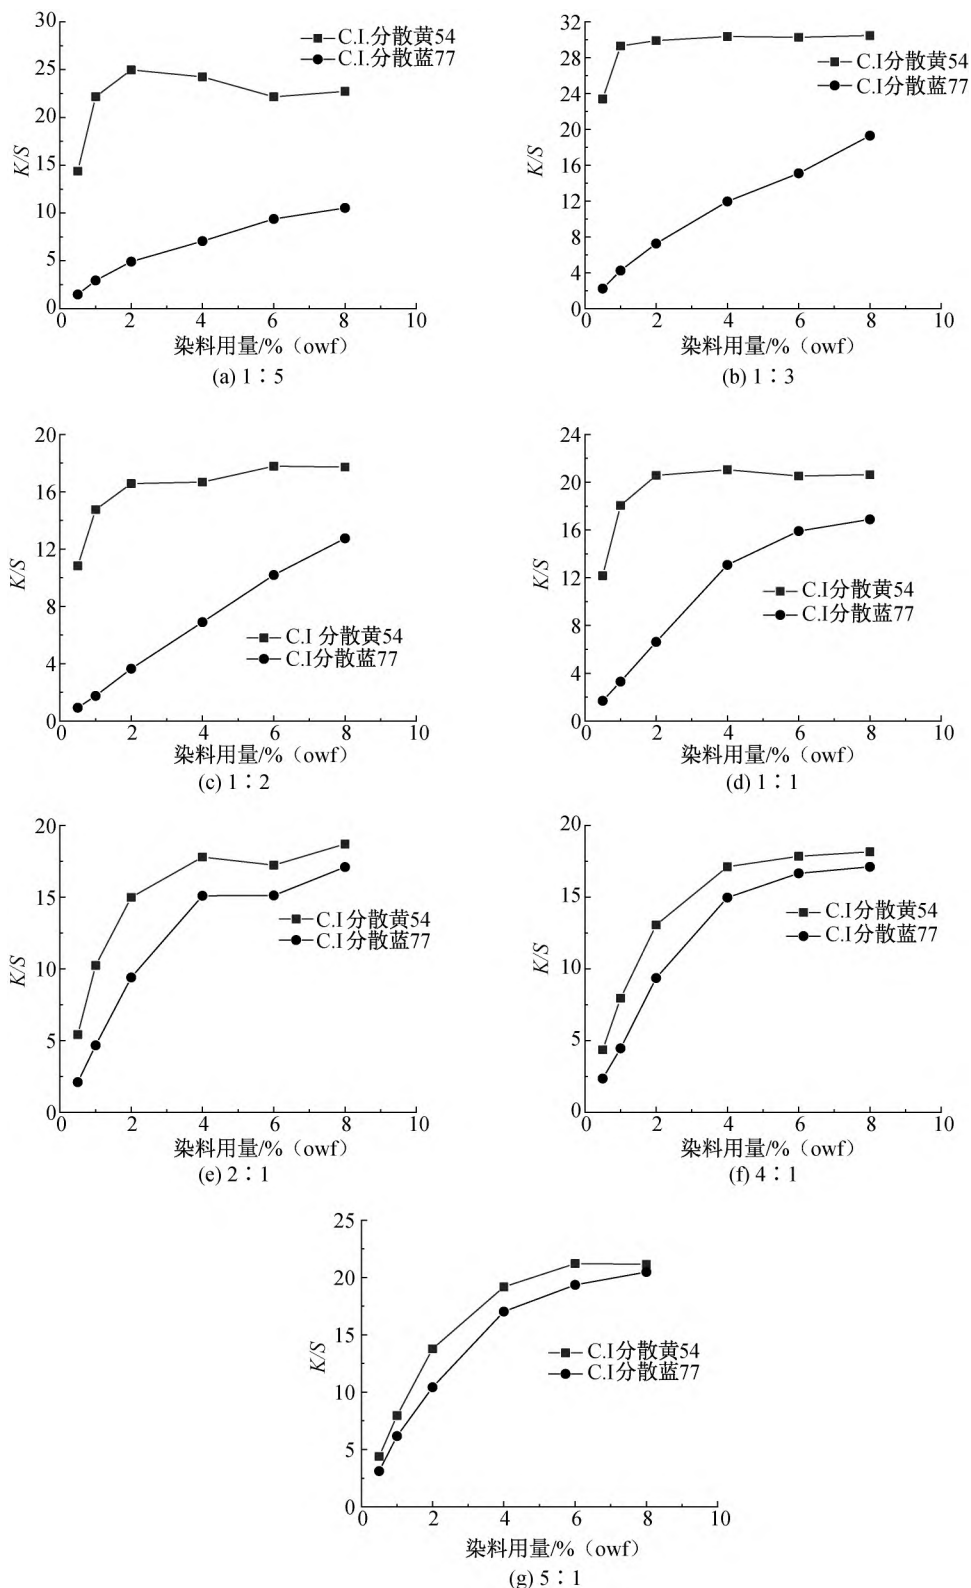 30
25
20
15
10
5
0
K/S
C.I.分散黄54
C.I.分散蓝77
0 2 4 6 8 10
染料用量/%（owf）
(a) 1∶5
32
28
24
20
16
12
8
4
0
K/S
C.I分散黄54
C.I分散蓝77
0 2 4 6 8 10
染料用量/%（owf）
(b) 1∶3
20
16
12
8
4
0
K/S
C.I 分散黄54
C.I分散蓝77
0 2 4 6 8 10
染料用量/%（owf）
(c) 1∶2
24
20
16
12
8
4
0
K/S
C.I分散黄54
C.I分散蓝77
0 2 4 6 8 10
染料用量/%（owf）
(d) 1∶1
20
15
10
5
0
K/S
C.I分散黄54
C.I分散蓝77
0 2 4 6 8 10
染料用量/%（owf）
(e) 2∶1
20
15
10
5
0
K/S
C.I分散黄54
C.I分散蓝77
0 2 4 6 8 10
染料用量/%（owf）
(f) 4∶1
25
20
15
10
5
0
K/S
C.I分散黄54
C.I分散蓝77
0 2 4 6 8 10
染料用量/%（owf）
(g) 5∶1